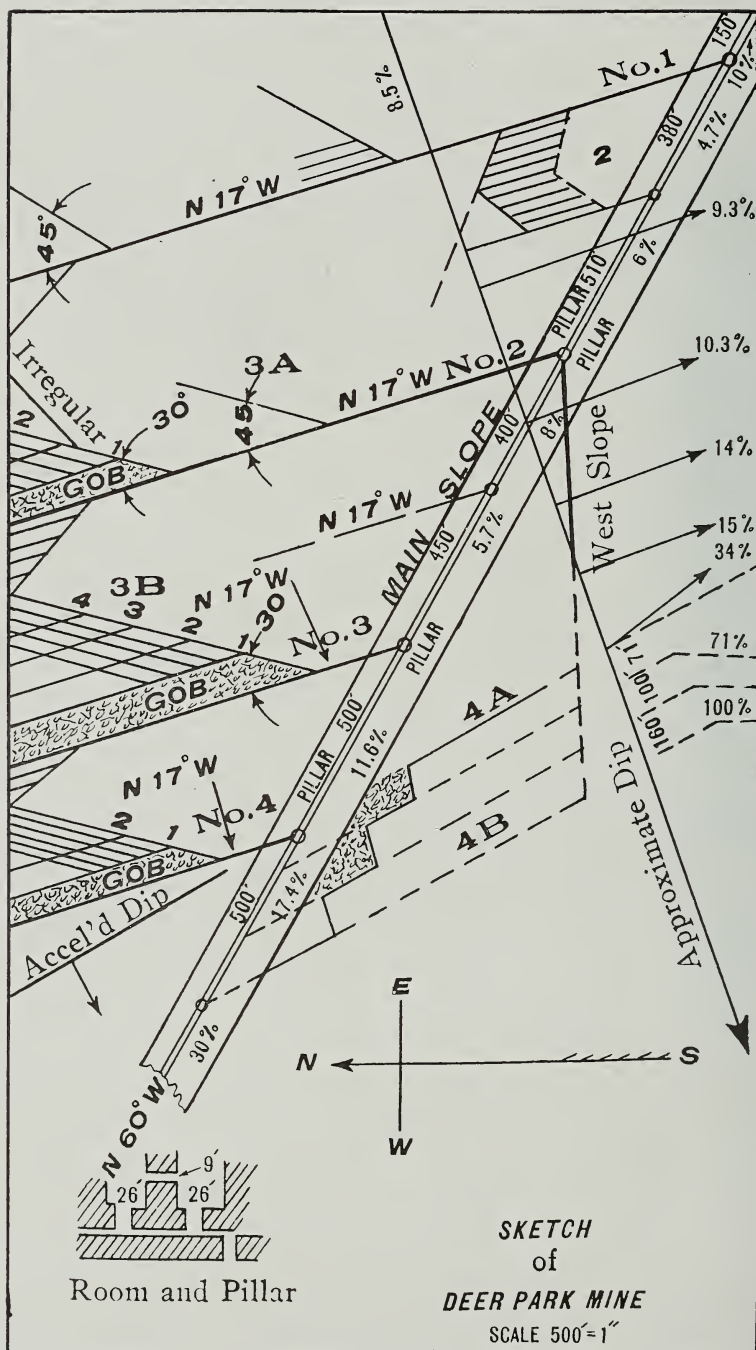 150'
8.5%
No.1
10%
380'
4.7%
2
N 17°W
45°
9.3%
PILLAR 510'
6%
PILLAR
10.3%
Irregular
3A
N 17°W No.2
2
1
30°
45
GOB
400'
8%
14%
SLOPE
West Slope
N 17°W
450'
5.7%
15%
34%
MAIN
3B
4
3
2
1
N 17°W
30°
No.3
PILLAR
GOB
71'
100'
160'
71%
100%
500'
4A
PILLAR
11.6%
N 17°W
2
1
No.4
4B
GOB
500'
17.4%
Accel'd Dip
Approximate Dip
30%
N 60°W
E
N
S
W
9'
26'
26'
Room and Pillar
SKETCH
of
DEER PARK MINE
SCALE 500'=1"